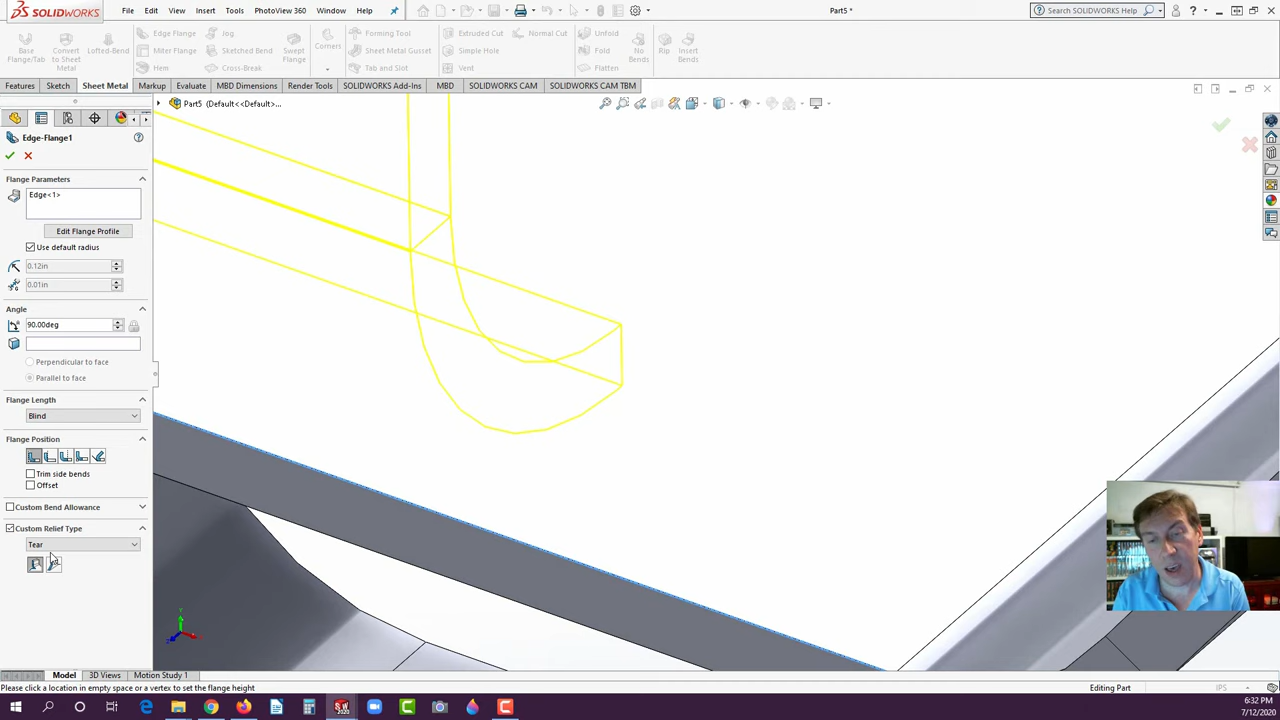 SOLIDWORKS File Edit View Insert Tools PhotoView 360 Window Help Part5 * Search SOLIDWORKS Help
Base Flange/Tab
Convert to Sheet Metal
Lofted-Bend
Edge Flange
Miter Flange
Hem
Jog
Sketched Bend
Cross-Break
Swept Flange
Corners
Forming Tool
Sheet Metal Gusset
Tab and Slot
Extruded Cut
Simple Hole
Vent
Normal Cut
Unfold
Fold
Flatten
No Bends
Rip
Insert Bends
Features Sketch Sheet Metal Markup Evaluate MBD Dimensions Render Tools SOLIDWORKS Add-Ins MBD SOLIDWORKS CAM SOLIDWORKS CAM TBM
Part5 (Default<<Default>...
Edge-Flange1
Flange Parameters
Edge<1>
Edit Flange Profile
Use default radius
0.12in
0.01in
Angle
90.00deg
Perpendicular to face
Parallel to face
Flange Length
Blind
Flange Position
Trim side bends
Offset
Custom Bend Allowance
Custom Relief Type
Tear
Model 3D Views Motion Study 1
Please click a location in empty space or a vertex to set the flange height Editing Part IPS
6:32 PM
7/12/2020